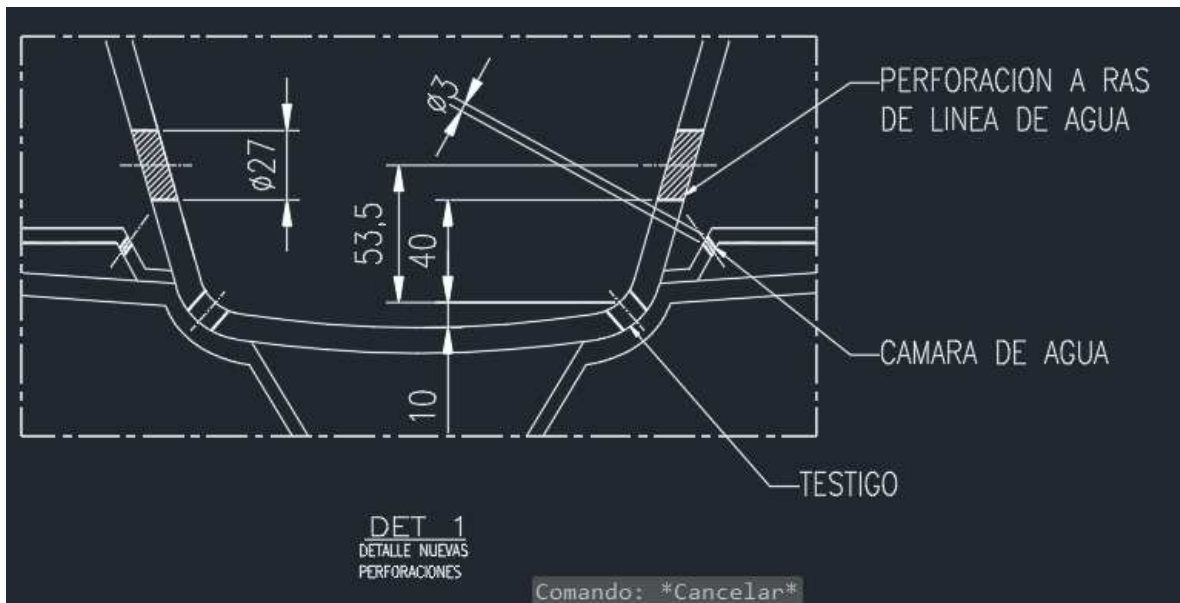 ø3
PERFORACION A RAS
DE LINEA DE AGUA
ø27
53,5
40
CAMARA DE AGUA
10
TESTIGO
DET 1
DETALLE NUEVAS
PERFORACIONES
Comando: *Cancelar*